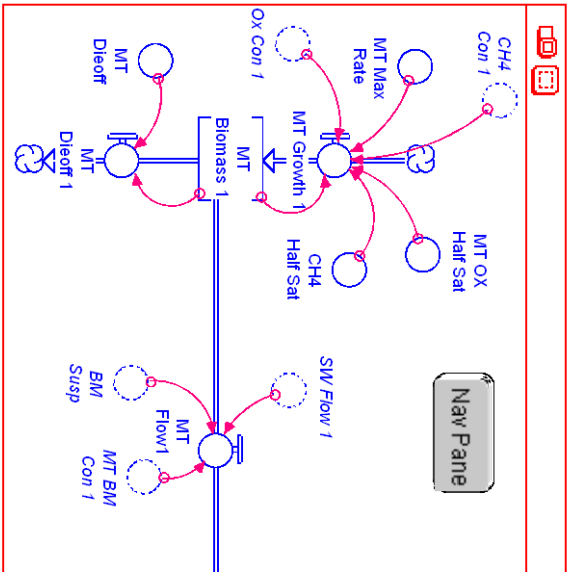 CH4
Con 1
MT Max
Rate
Ox Con 1
MT
Dieoff
MT Growth 1
MT
Biomass 1
MT
Dieoff 1
MT OX
Half Sat
CH4
Half Sat
Nav Pane
SW Flow 1
BM
Susp
MT
Flow1
MT BM
Con 1